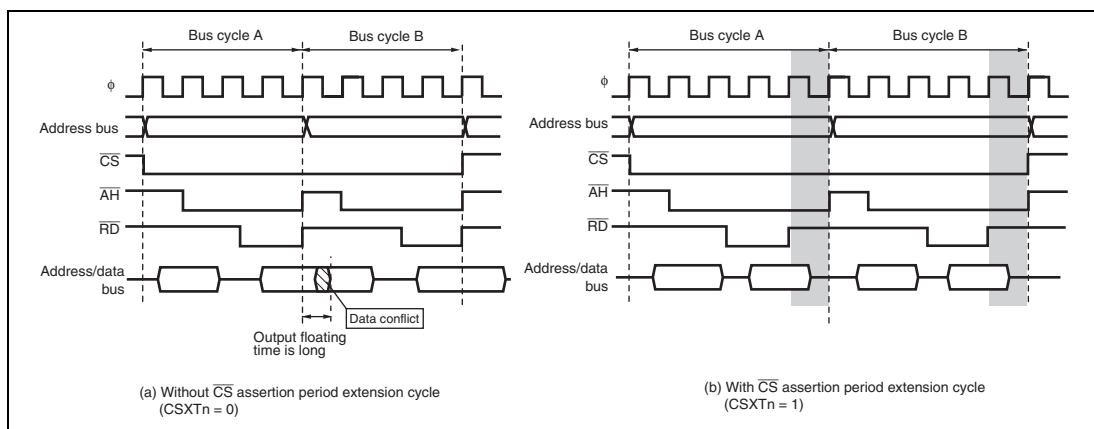 Bus cycle A
Bus cycle B
ϕ
Address bus
CS
AH
RD
Address/data
bus
Data conflict
Output floating
time is long
(a) Without CS assertion period extension cycle
(CSXTn = 0)
Bus cycle A
Bus cycle B
ϕ
Address bus
CS
AH
RD
Address/data
bus
(b) With CS assertion period extension cycle
(CSXTn = 1)